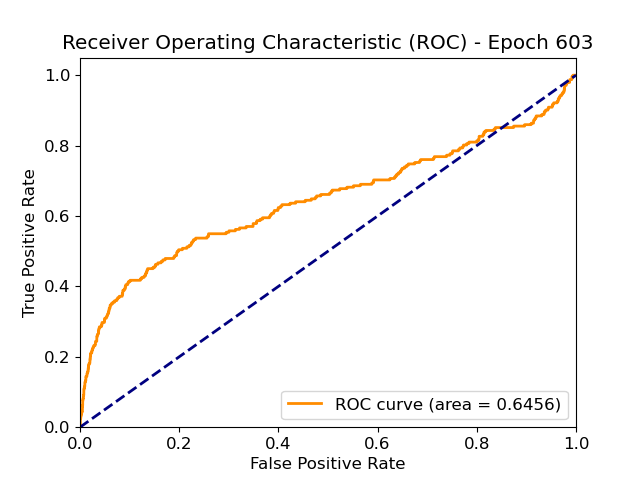 Receiver Operating Characteristic (ROC) - Epoch 603
True Positive Rate
1.0
0.8
0.6
0.4
0.2
0.0
ROC curve (area = 0.6456)
0.0 0.2 0.4 0.6 0.8 1.0
False Positive Rate